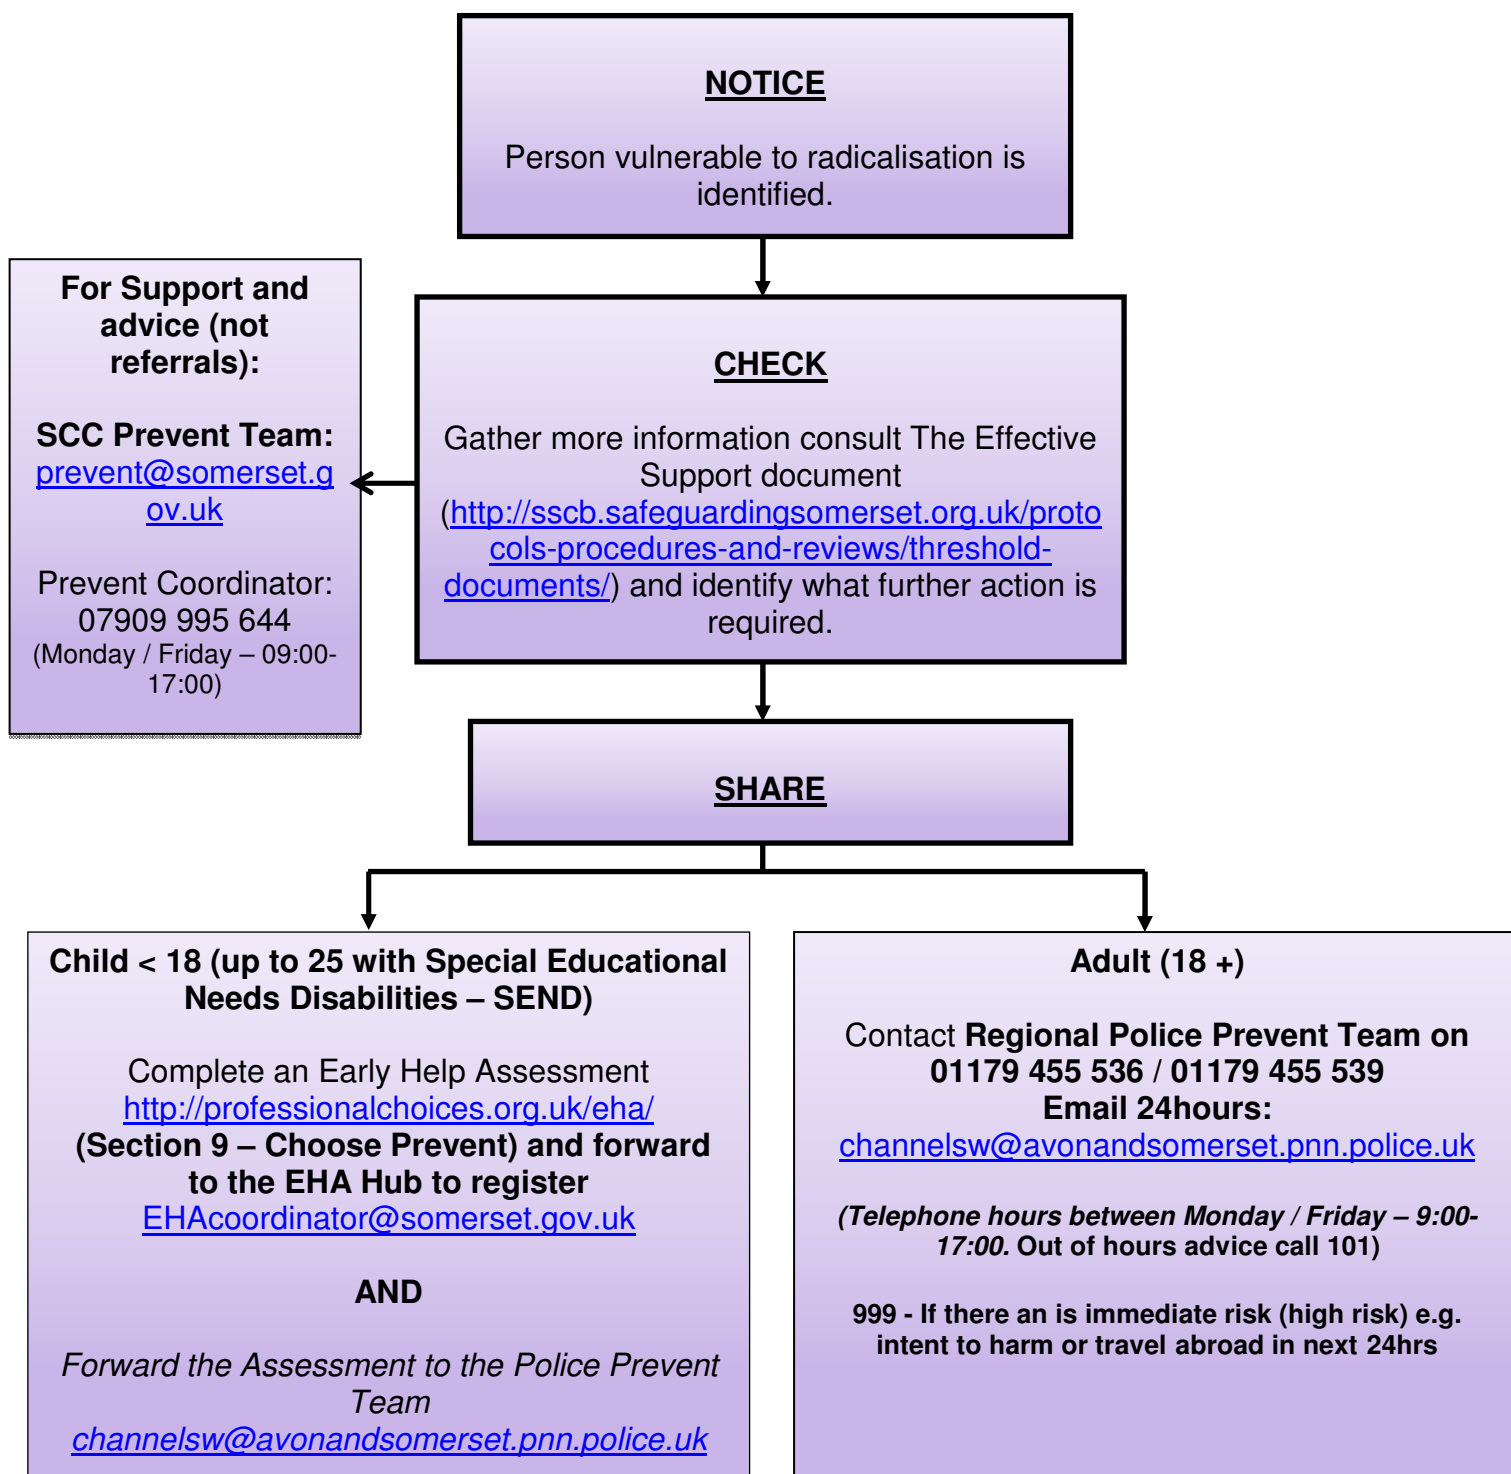 NOTICE
Person vulnerable to radicalisation is
identified.
For Support and
advice (not
referrals):
SCC Prevent Team:
prevent@somerset.g
ov.uk
Prevent Coordinator:
07909 995 644
(Monday / Friday – 09:00-
17:00)
CHECK
Gather more information consult The Effective
Support document
(http://sscb.safeguardingsomerset.org.uk/proto
cols-procedures-and-reviews/threshold-
documents/) and identify what further action is
required.
SHARE
Child < 18 (up to 25 with Special Educational
Needs Disabilities – SEND)
Complete an Early Help Assessment
http://professionalchoices.org.uk/eha/
(Section 9 – Choose Prevent) and forward
to the EHA Hub to register
EHAcoordinator@somerset.gov.uk
AND
Forward the Assessment to the Police Prevent
Team
channelsw@avonandsomerset.pnn.police.uk
Adult (18 +)
Contact Regional Police Prevent Team on
01179 455 536 / 01179 455 539
Email 24hours:
channelsw@avonandsomerset.pnn.police.uk
(Telephone hours between Monday / Friday – 9:00-
17:00. Out of hours advice call 101)
999 - If there an is immediate risk (high risk) e.g.
intent to harm or travel abroad in next 24hrs